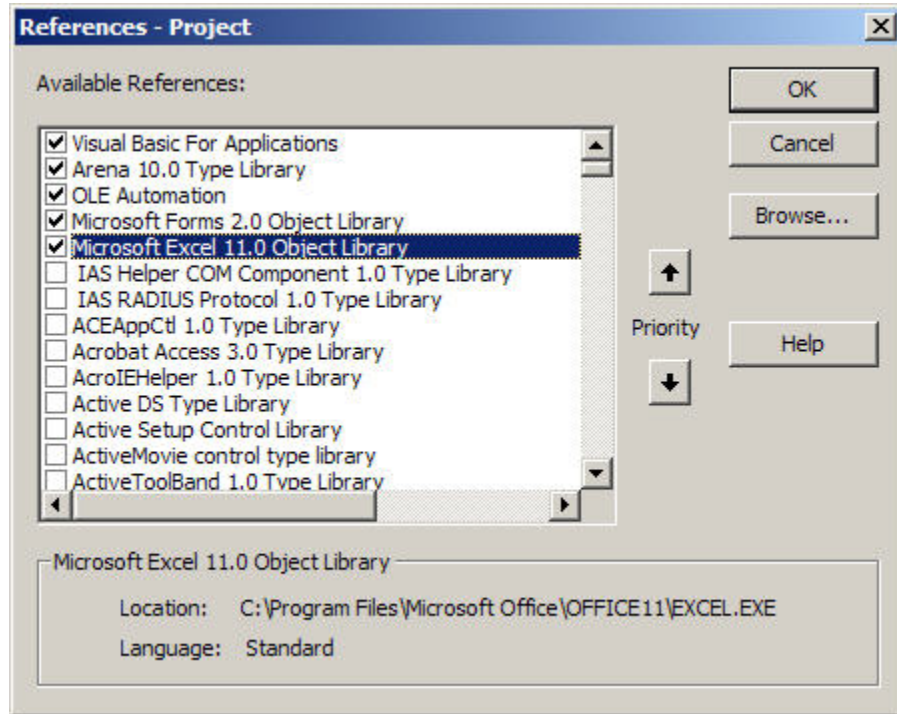 References - Project
Available References:
Visual Basic For Applications
Arena 10.0 Type Library
OLE Automation
Microsoft Forms 2.0 Object Library
Microsoft Excel 11.0 Object Library
IAS Helper COM Component 1.0 Type Library
IAS RADIUS Protocol 1.0 Type Library
ACEAppCtl 1.0 Type Library
Acrobat Access 3.0 Type Library
AcroIEHelper 1.0 Type Library
Active DS Type Library
Active Setup Control Library
ActiveMovie control type library
ActiveToolBand 1.0 Type Library
OK
Cancel
Browse...
Priority
Help
Microsoft Excel 11.0 Object Library
Location: C:\Program Files\Microsoft Office\OFFICE11\EXCEL.EXE
Language: Standard